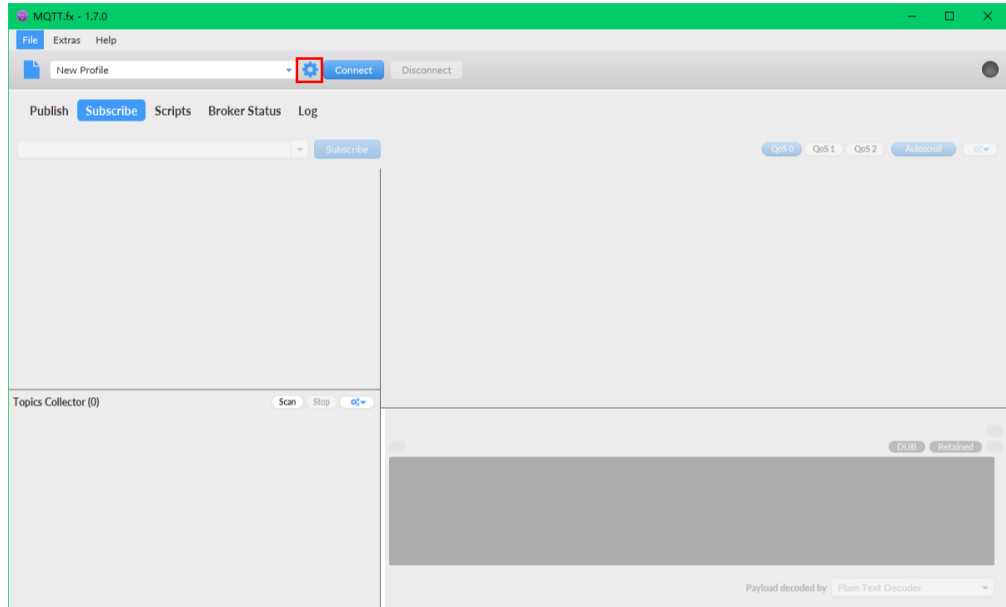 MQTT.fx - 1.7.0
File Extras Help
New Profile Connect Disconnect
Publish Subscribe Scripts Broker Status Log
Subscribe QoS 0 QoS 1 QoS 2 Autoscroll
Topics Collector (0) Scan Stop
DUB Retained
Payload decoded by Plain Text Decoder